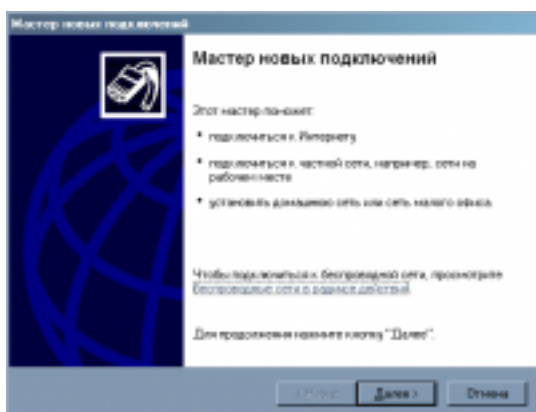 Мастер новых подключений
Мастер новых подключений
Этот мастер поможет:
* подключиться к Интернету
* подключиться к частной сети, например, сети на
рабочем месте
* установить домашнюю сеть или сеть малого офиса
Чтобы подключиться к беспроводной сети, просмотрите
беспроводные сети в радиусе действия.
Для продолжения нажмите кнопку "Далее".
< Назад
Далее >
Отмена